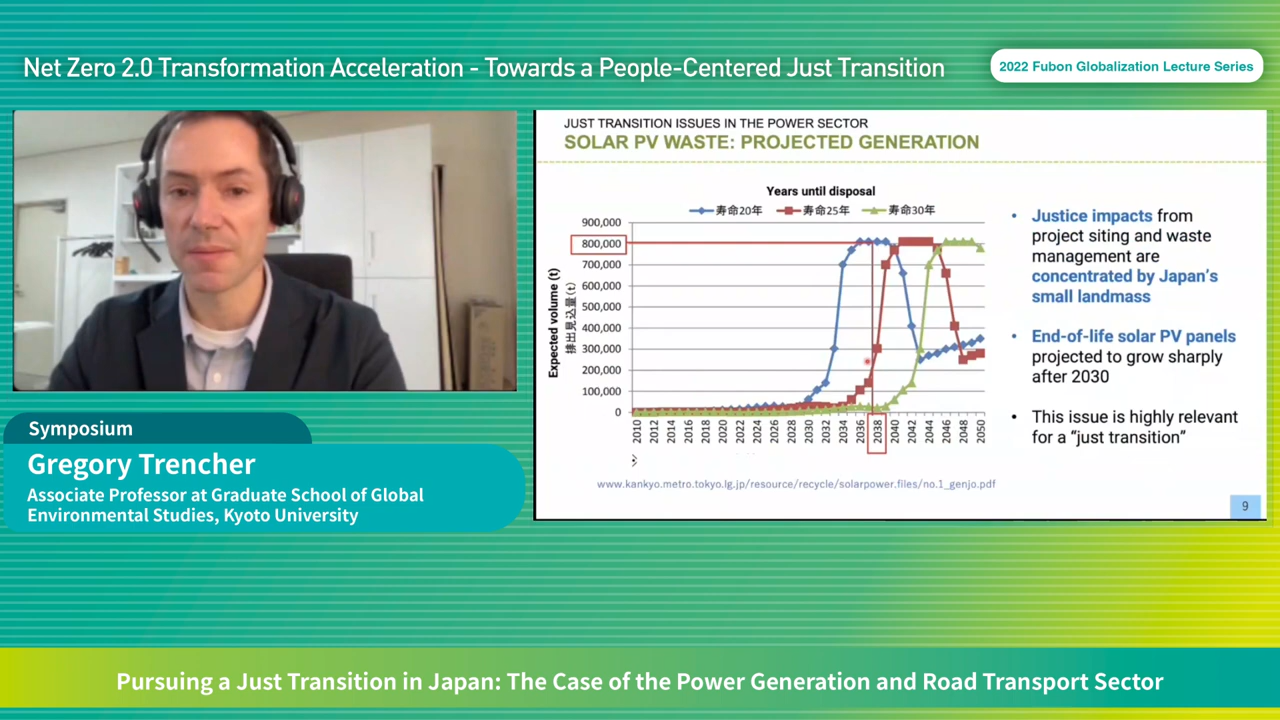 Net Zero 2.0 Transformation Acceleration - Towards a People-Centered Just Transition
2022 Fubon Globalization Lecture Series
JUST TRANSITION ISSUES IN THE POWER SECTOR
SOLAR PV WASTE: PROJECTED GENERATION
Years until disposal
寿命20年 寿命25年 寿命30年
900,000
800,000
700,000
600,000
500,000
400,000
300,000
200,000
100,000
0
Expected volume (t)
排出見込量(t)
2010 2012 2014 2016 2018 2020 2022 2024 2026 2028 2030 2032 2034 2036 2038 2040 2042 2044 2046 2048 2050
www.kankyo.metro.tokyo.lg.jp/resource/recycle/solarpower.files/no.1_genjo.pdf
• Justice impacts from
project siting and waste
management are
concentrated by Japan's
small landmass
• End-of-life solar PV panels
projected to grow sharply
after 2030
• This issue is highly relevant
for a “just transition”
9
Symposium
Gregory Trencher
Associate Professor at Graduate School of Global
Environmental Studies, Kyoto University
Pursuing a Just Transition in Japan: The Case of the Power Generation and Road Transport Sector